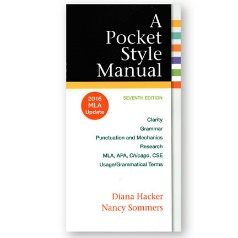 A
Pocket
Style
Manual
2016
MLA
Update
SEVENTH EDITION
Clarity
Grammar
Punctuation and Mechanics
Research
MLA, APA, Chicago, CSE
Usage/Grammatical Terms
Diana Hacker
Nancy Sommers